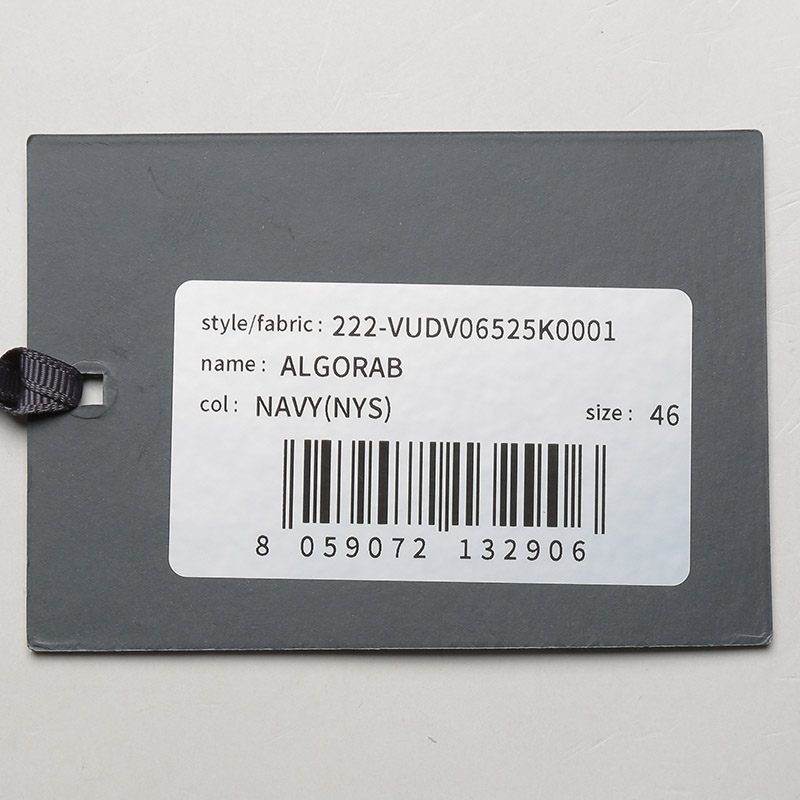 style/fabric : 222-VUDV06525K0001
name : ALGORAB
col : NAVY(NYS) size : 46
8 059072 132906